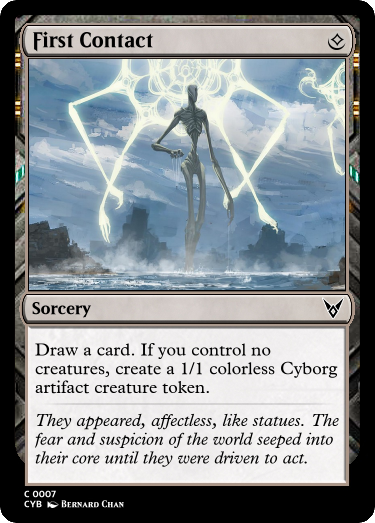 First Contact
Sorcery
Draw a card. If you control no
creatures, create a 1/1 colorless Cyborg
artifact creature token.
They appeared, affectless, like statues. The
fear and suspicion of the world seeped into
their core until they were driven to act.
C 0007
CYB Bernard Chan